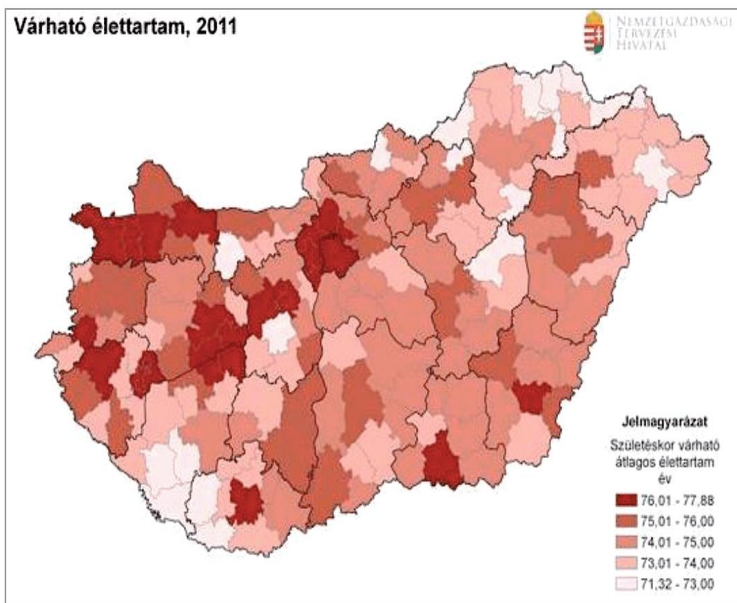 Várható élettartam, 2011
NEMZETGAZDASÁGI
TERVEZÉSI
HIVATAL
Jelmagyarázat
Születéskor várható
átlagos élettartam
év
76,01 - 77,88
75,01 - 76,00
74,01 - 75,00
73,01 - 74,00
71,32 - 73,00